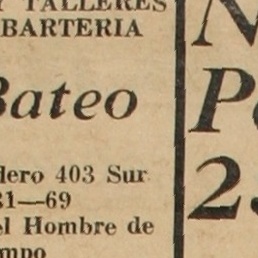 Y TALLERES
BARTERIA
Bateo
dero 403 Sur
31—69
el Hombre de
mpo
N
P
2